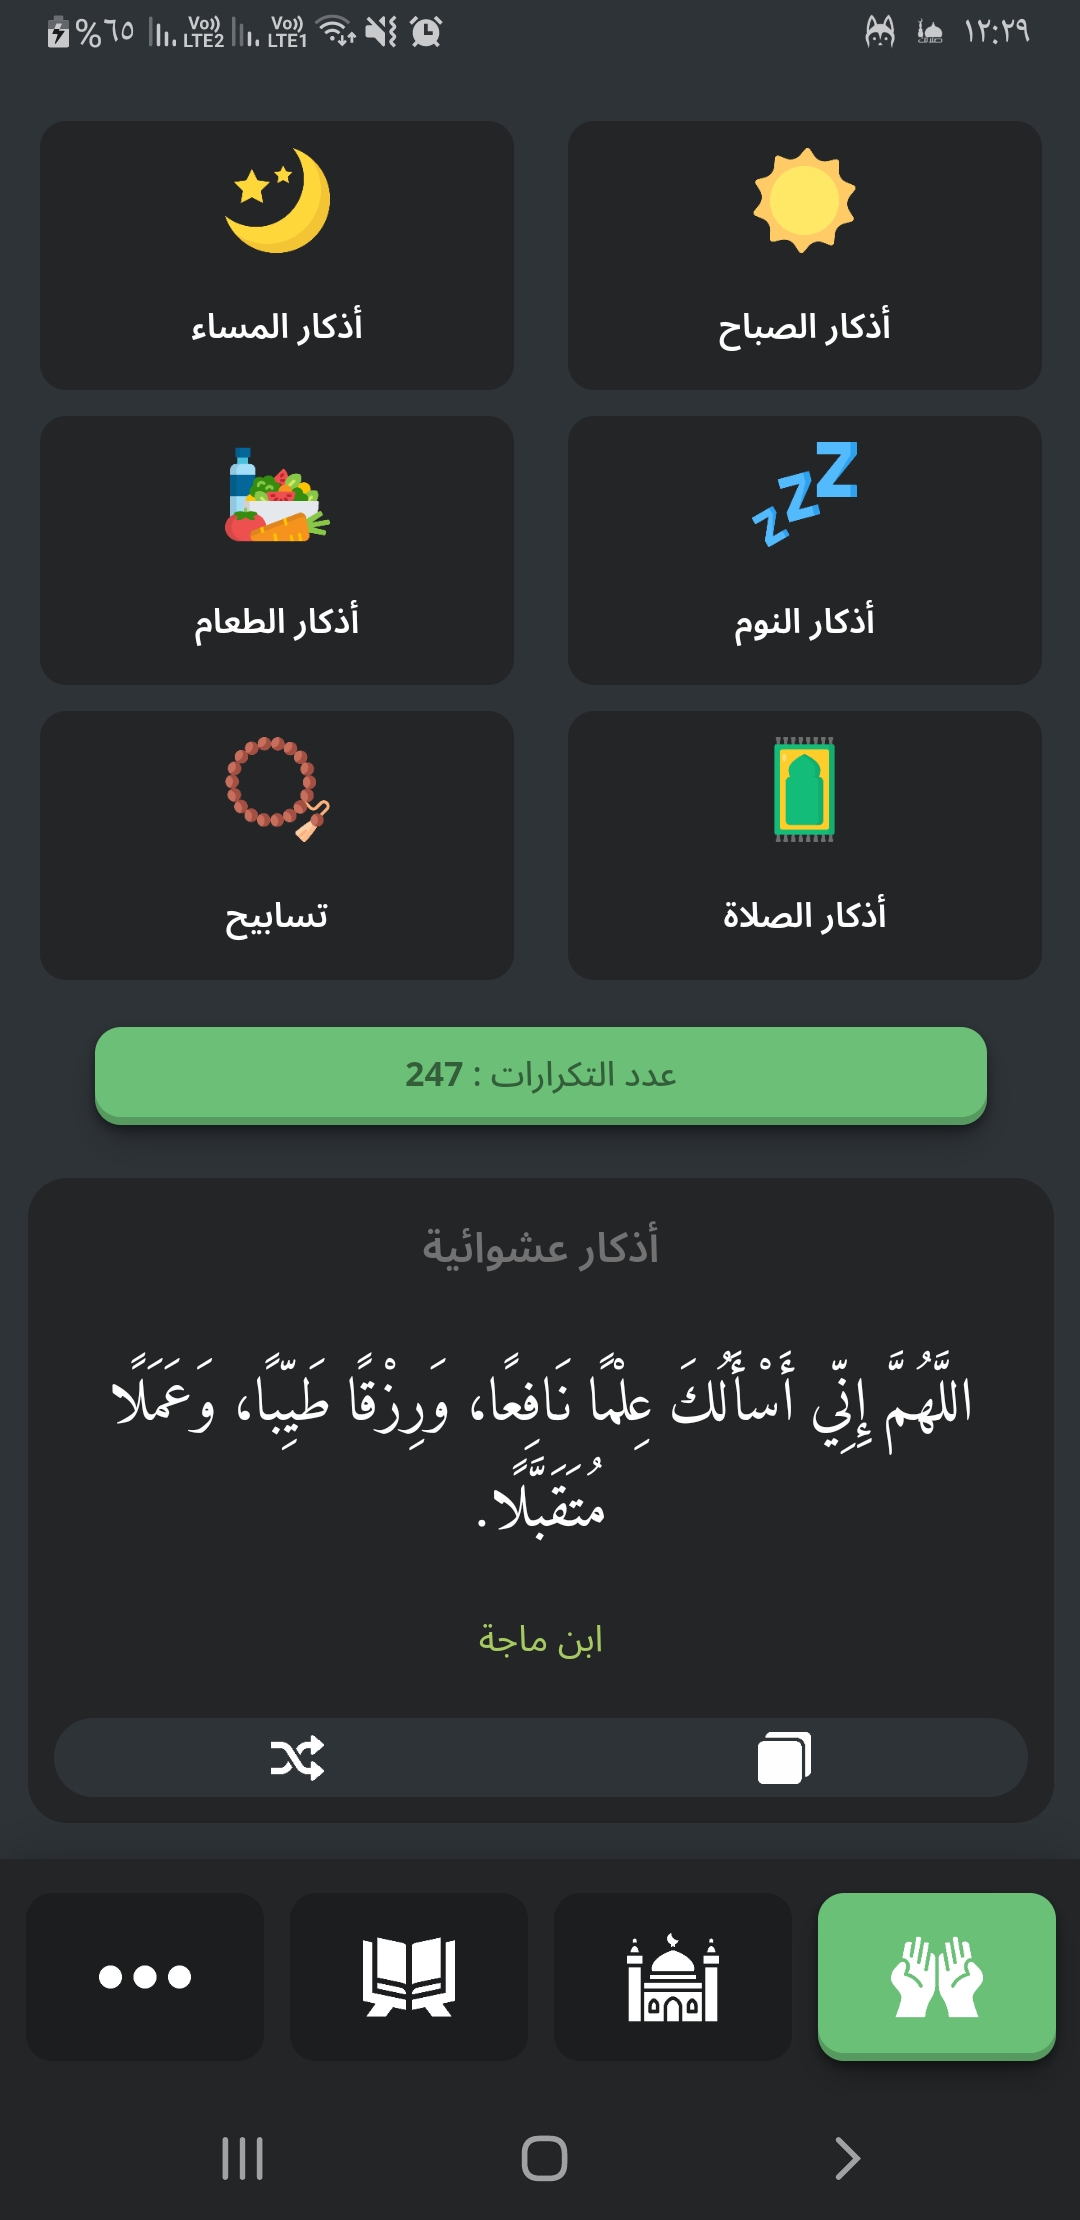 %٦٥ Vo)) LTE2 Vo)) LTE1 ١٢:٢٩
أذكار الصباح
أذكار المساء
أذكار النوم
أذكار الطعام
أذكار الصلاة
تسابيح
عدد التكرارات : 247
أذكار عشوائية
اللَّهُمَّ إِنِّي أَسْأَلُكَ عِلْمًا نَافِعًا، وَرِزْقًا طَيِّبًا، وَعَمَلًا
مُتَقَبَّلًا.
ابن ماجة